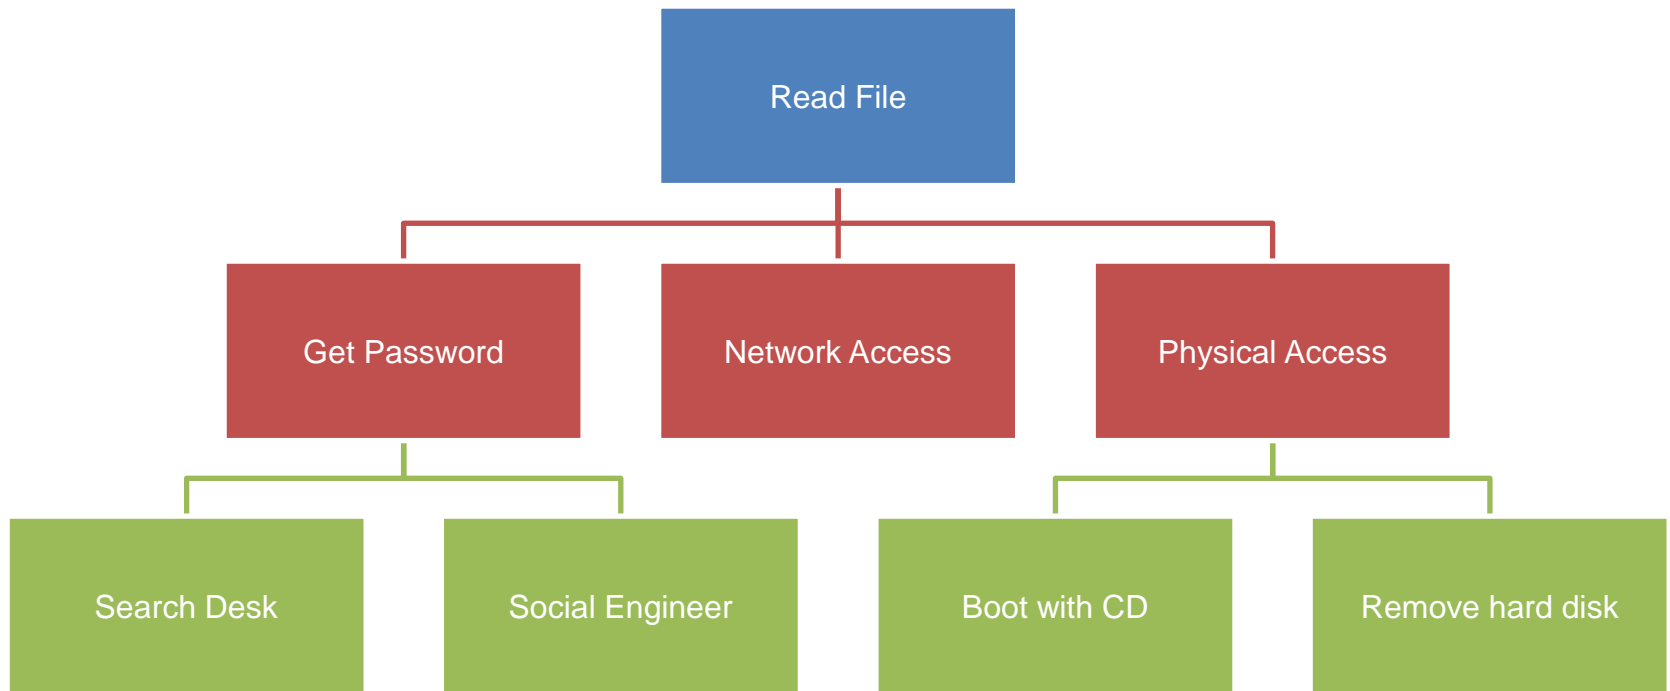 Read File
Get Password
Network Access
Physical Access
Search Desk
Social Engineer
Boot with CD
Remove hard disk